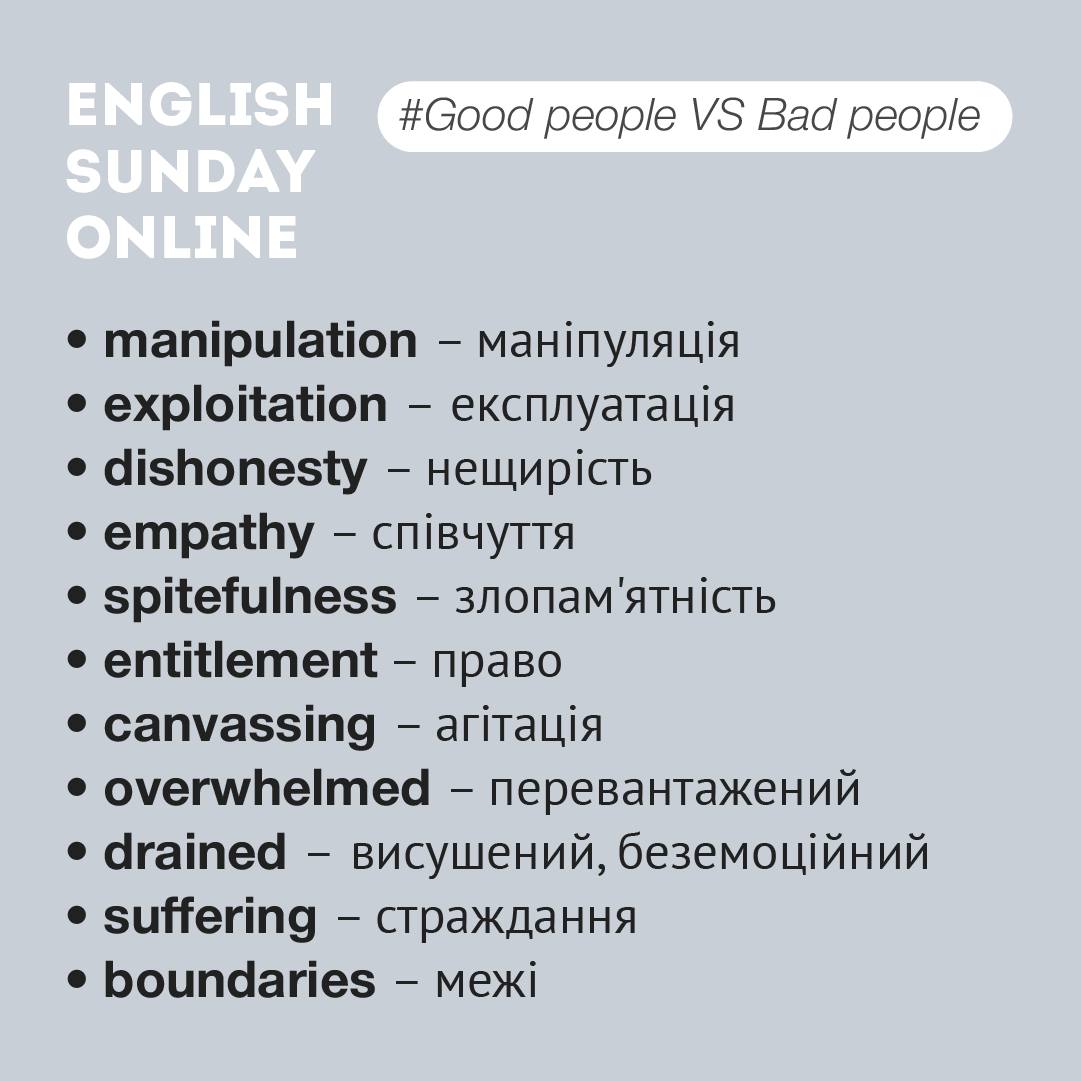 ENGLISH
SUNDAY
ONLINE
#Good people VS Bad people
• manipulation – маніпуляція
• exploitation – експлуатація
• dishonesty – нещирість
• empathy – співчуття
• spitefulness – злопам'ятність
• entitlement – право
• canvassing – агітація
• overwhelmed – перевантажений
• drained – висушений, беземоційний
• suffering – страждання
• boundaries – межі